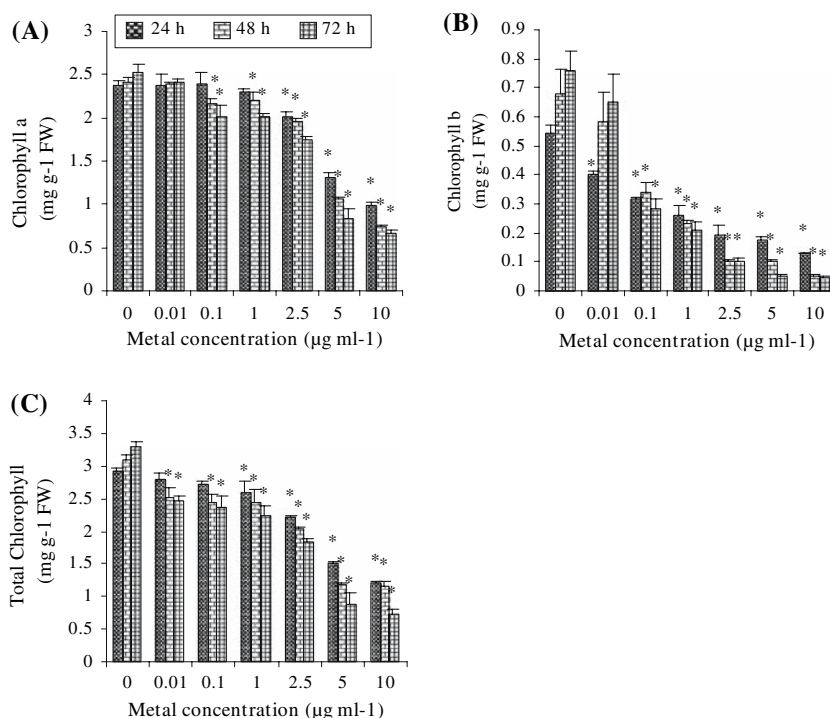 (A)
24 h 48 h 72 h
3
2.5
2
1.5
1
0.5
0
Chlorophyll a
(mg g-1 FW)
* * * * * * * * * * * * *
0 0.01 0.1 1 2.5 5 10
Metal concentration (µg ml-1)
(B)
0.9
0.8
0.7
0.6
0.5
0.4
0.3
0.2
0.1
0
Chlorophyll b
(mg g-1 FW)
* * * * * * * * * * * * * * * *
0 0.01 0.1 1 2.5 5 10
Metal concentration (µg ml-1)
(C)
4
3.5
3
2.5
2
1.5
1
0.5
0
Total Chlorophyll
(mg g-1 FW)
* * * * * * * * * * * * * * * *
0 0.01 0.1 1 2.5 5 10
Metal concentration (µg ml-1)